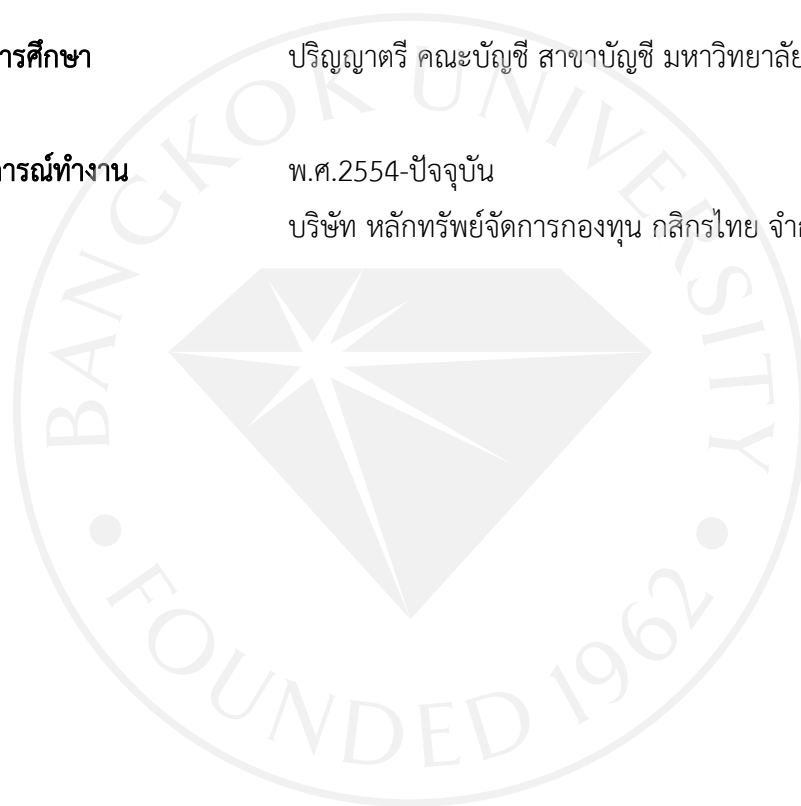 ารศึกษา ปริญญาตรี คณะบัญชี สาขาบัญชี มหาวิทยาลัย
ารณ์ทำงาน พ.ศ.2554-ปัจจุบัน
บริษัท หลักทรัพย์จัดการกองทุน กสิกรไทย
BANGKOK UNIVERSITY
• FOUNDED 1962 •